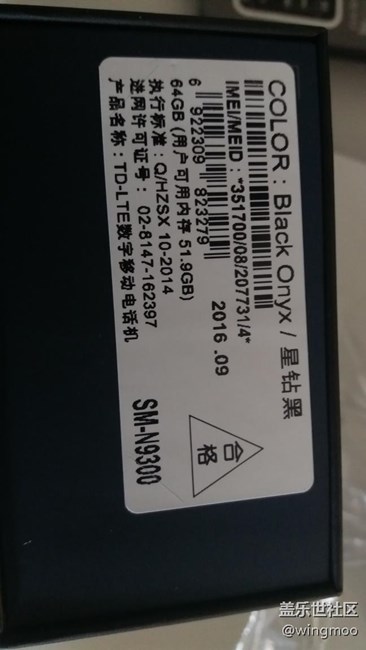 COLOR : Black Onyx / 星钻黑
IMEI/MEID : *351700/08/207731/4*
6 922309 823279
2016 .09
64GB (用户可用内存 51.9GB)
执行标准 : Q/HZSX 10-2014
进网许可证号 : 02-8147-162397
产品名称 : TD-LTE数字移动电话机
合格
SM-N9300
盖乐世社区
@wingmoo